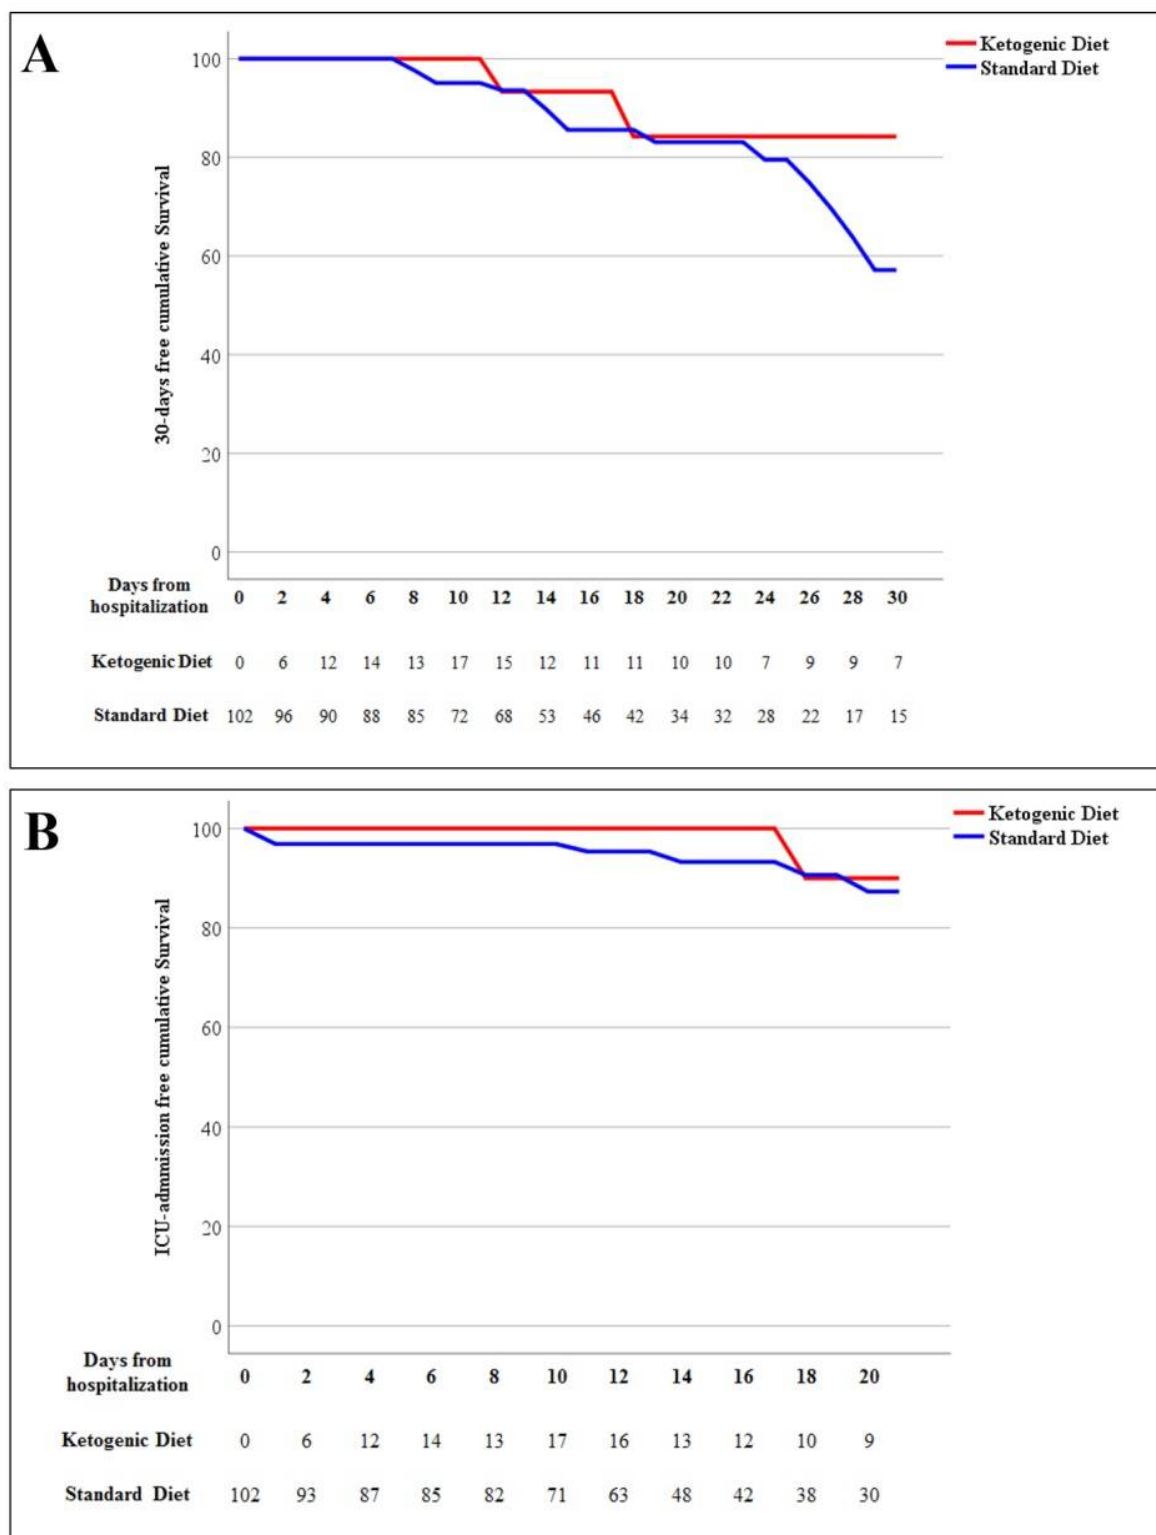 A
Ketogenic Diet
Standard Diet
30-days free cumulative Survival
100
80
60
40
20
0
Days from
hospitalization
0 2 4 6 8 10 12 14 16 18 20 22 24 26 28 30
Ketogenic Diet 0 6 12 14 13 17 15 12 11 11 10 10 7 9 9 7
Standard Diet 102 96 90 88 85 72 68 53 46 42 34 32 28 22 17 15
B
Ketogenic Diet
Standard Diet
ICU-admission free cumulative Survival
100
80
60
40
20
0
Days from
hospitalization
0 2 4 6 8 10 12 14 16 18 20
Ketogenic Diet 0 6 12 14 13 17 16 13 12 10 9
Standard Diet 102 93 87 85 82 71 63 48 42 38 30